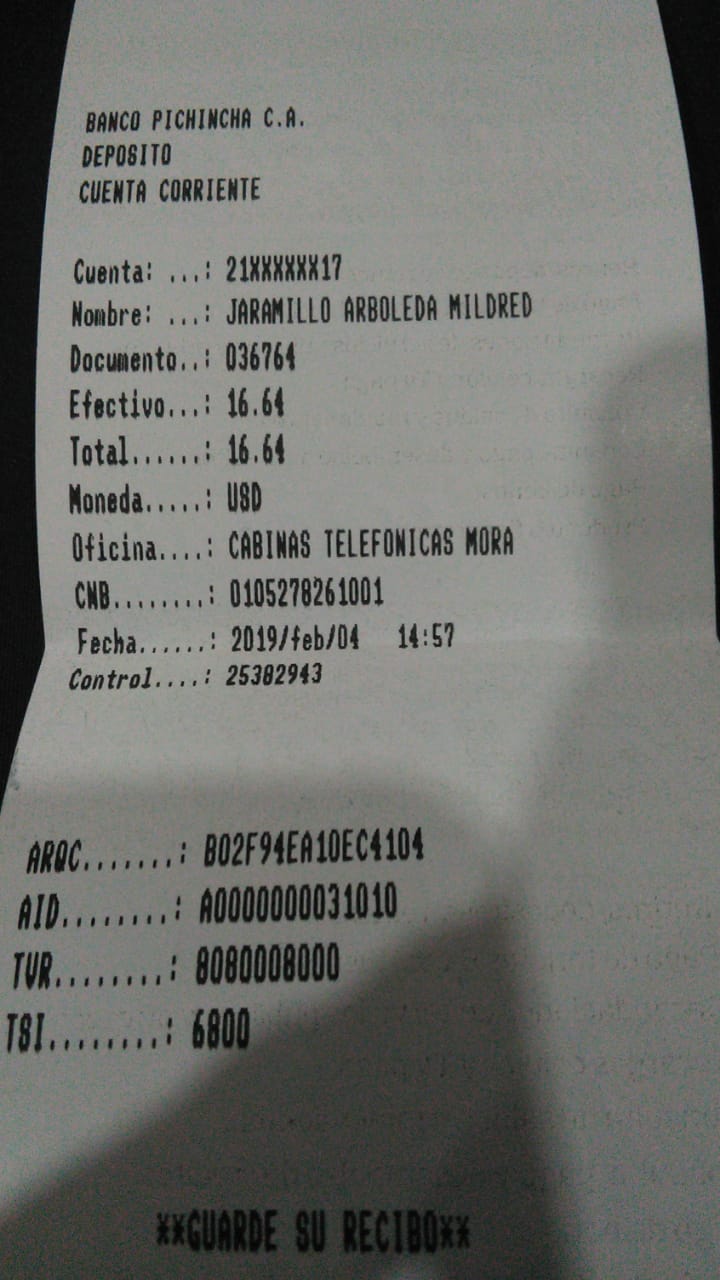 BANCO PICHINCHA C.A.
DEPOSITO
CUENTA CORRIENTE
Cuenta: ...: 21XXXXXX17
Nombre: ...: JARAMILLO ARBOLEDA MILDRED
Documento..: 036764
Efectivo...: 16.64
Total......: 16.64
Moneda.....: USD
Oficina....: CABINAS TELEFONICAS MORA
CNB........: 0105278261001
Fecha......: 2019/feb/04 14:57
Control....: 25382943
ARQC.......: B02F94EA10EC4104
AID........: A0000000031010
TVR........: 8080008000
TSI........: 6800
**GUARDE SU RECIBO**